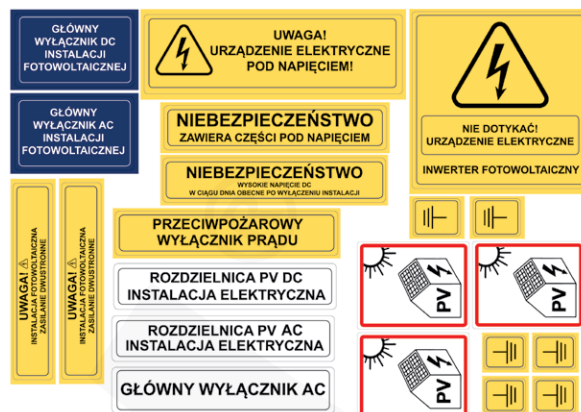 GŁÓWNY
WYŁĄCZNIK DC
INSTALACJI
FOTOWOLTAICZNEJ
GŁÓWNY
WYŁĄCZNIK AC
INSTALACJI
FOTOWOLTAICZNEJ
UWAGA!
URZĄDZENIE ELEKTRYCZNE
POD NAPIĘCIEM!
NIEBEZPIECZEŃSTWO
ZAWIERA CZĘŚCI POD NAPIĘCIEM
NIEBEZPIECZEŃSTWO
WYSOKIE NAPIĘCIE DC
W CIĄGU DNIA OBECNE PO WYŁĄCZENIU INSTALACJI
NIE DOTYKAĆ!
URZĄDZENIE ELEKTRYCZNE
INWERTER FOTOWOLTAICZNY
UWAGA!
INSTALACJA FOTOWOLTAICZNA
ZASILANIE DWUSTRONNE
UWAGA!
INSTALACJA FOTOWOLTAICZNA
ZASILANIE DWUSTRONNE
PRZECIWPOŻAROWY
WYŁĄCZNIK PRĄDU
ROZDZIELNICA PV DC
INSTALACJA ELEKTRYCZNA
ROZDZIELNICA PV AC
INSTALACJA ELEKTRYCZNA
GŁÓWNY WYŁĄCZNIK AC
PV
PV
PV